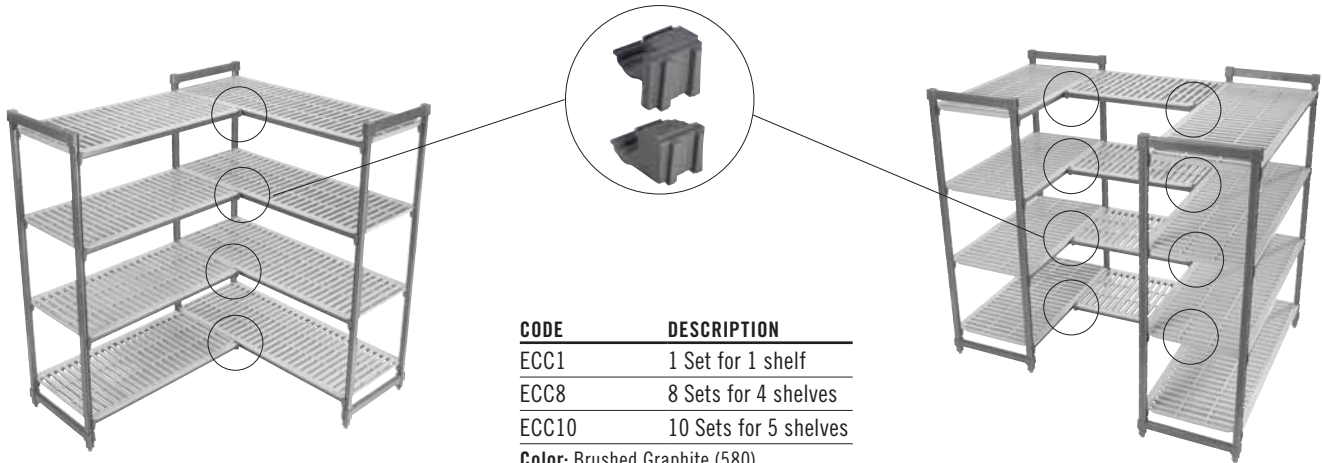 CODE DESCRIPTION
ECC1 1 Set for 1 shelf
ECC8 8 Sets for 4 shelves
ECC10 10 Sets for 5 shelves
Color: Brushed Graphite (580)